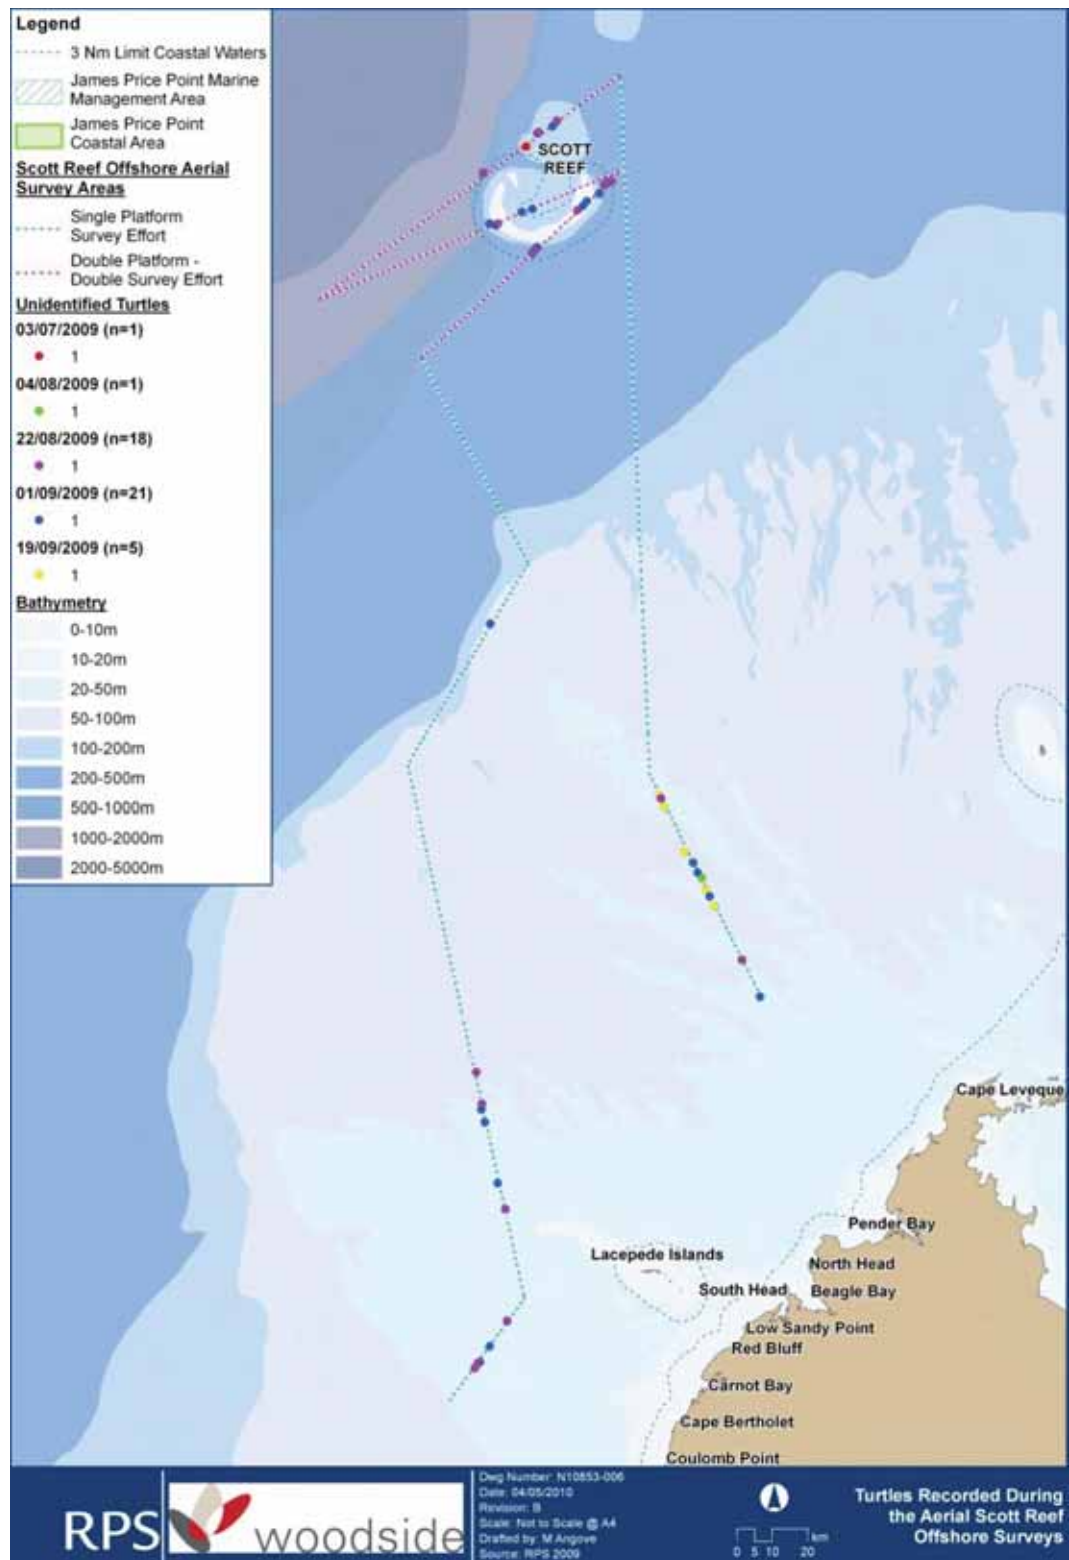 Legend
3 Nm Limit Coastal Waters
James Price Point Marine
Management Area
James Price Point
Coastal Area
Scott Reef Offshore Aerial
Survey Areas
Single Platform
Survey Effort
Double Platform -
Double Survey Effort
Unidentified Turtles
03/07/2009 (n=1)
1
04/08/2009 (n=1)
1
22/08/2009 (n=18)
1
01/09/2009 (n=21)
1
19/09/2009 (n=5)
1
Bathymetry
0-10m
10-20m
20-50m
50-100m
100-200m
200-500m
500-1000m
1000-2000m
2000-5000m
SCOTT
REEF
Cape Leveque
Pender Bay
Lacepede Islands
North Head
South Head
Beagle Bay
Low Sandy Point
Red Bluff
Carnot Bay
Cape Bertholet
Coulomb Point
RPS
woodside
Dwg Number: N10853-006
Date: 04/05/2010
Revision: B
Scale: Not to Scale @ A4
Drafted by: M Angove
Source: RPS 2009
km
0 5 10 20
Turtles Recorded During
the Aerial Scott Reef
Offshore Surveys